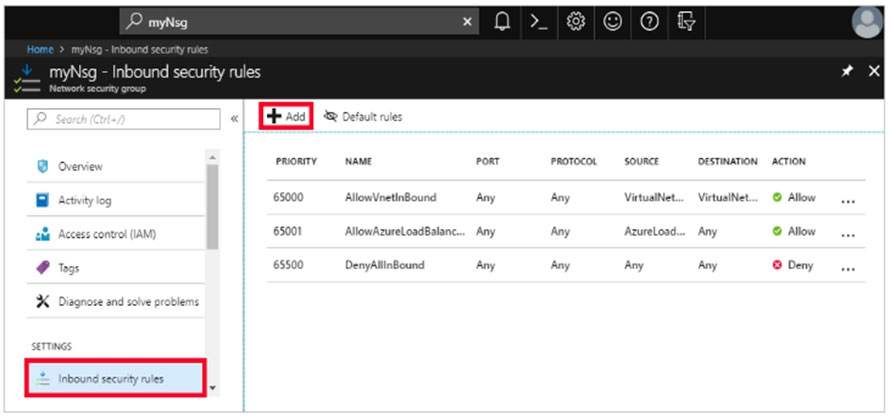 myNsg
Home > myNsg - Inbound security rules
myNsg - Inbound security rules
Network security group
Search (Ctrl+/)
Overview
Activity log
Access control (IAM)
Tags
Diagnose and solve problems
SETTINGS
Inbound security rules
Add Default rules
PRIORITY NAME PORT PROTOCOL SOURCE DESTINATION ACTION
65000 AllowVnetInBound Any Any VirtualNet... VirtualNet... Allow ...
65001 AllowAzureLoadBalanc... Any Any AzureLoad... Any Allow ...
65500 DenyAllInBound Any Any Any Any Deny ...